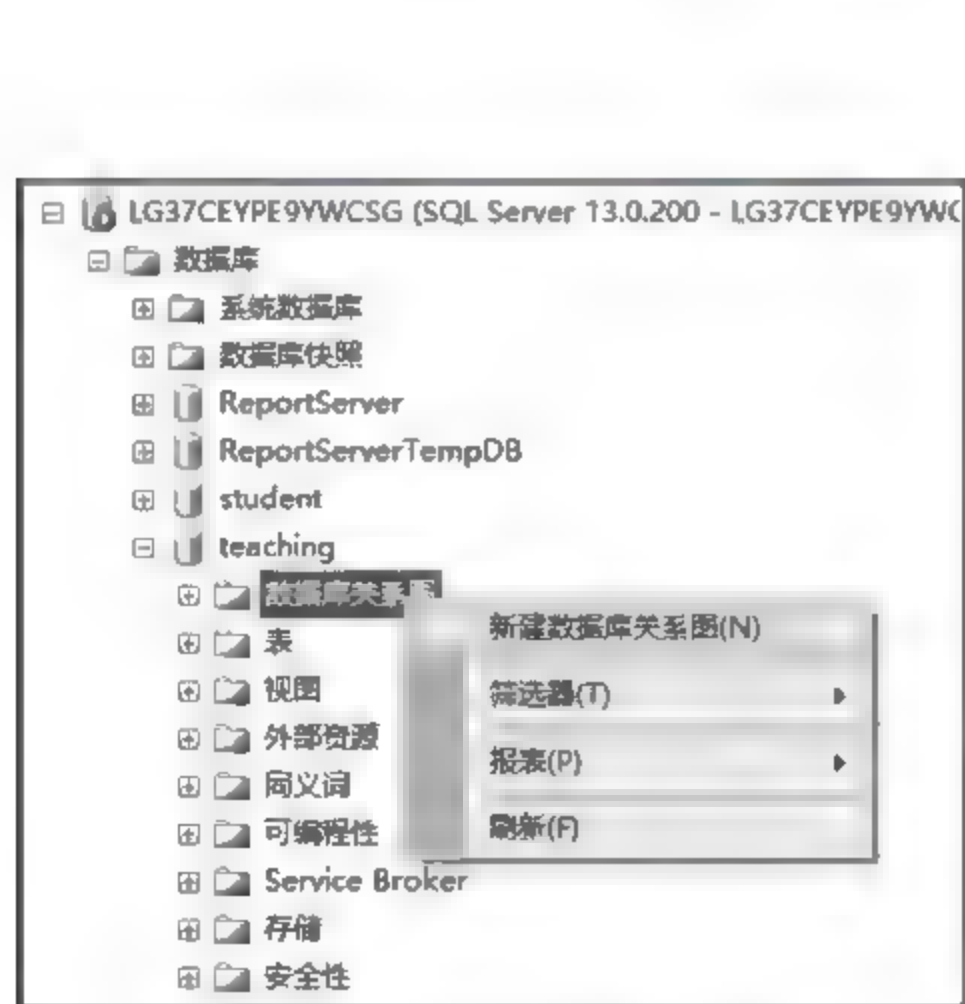 LG37CEYPE9YWCSG (SQL Server 13.0.200 - LG37CEYPE9YWC
数据库
系统数据库
数据库快照
ReportServer
ReportServerTempDB
student
teaching
数据库关系图
新建数据库关系图(N)
表
视图
筛选器(T)
外部资源
报表(P)
同义词
可编程性
刷新(F)
Service Broker
存储
安全性